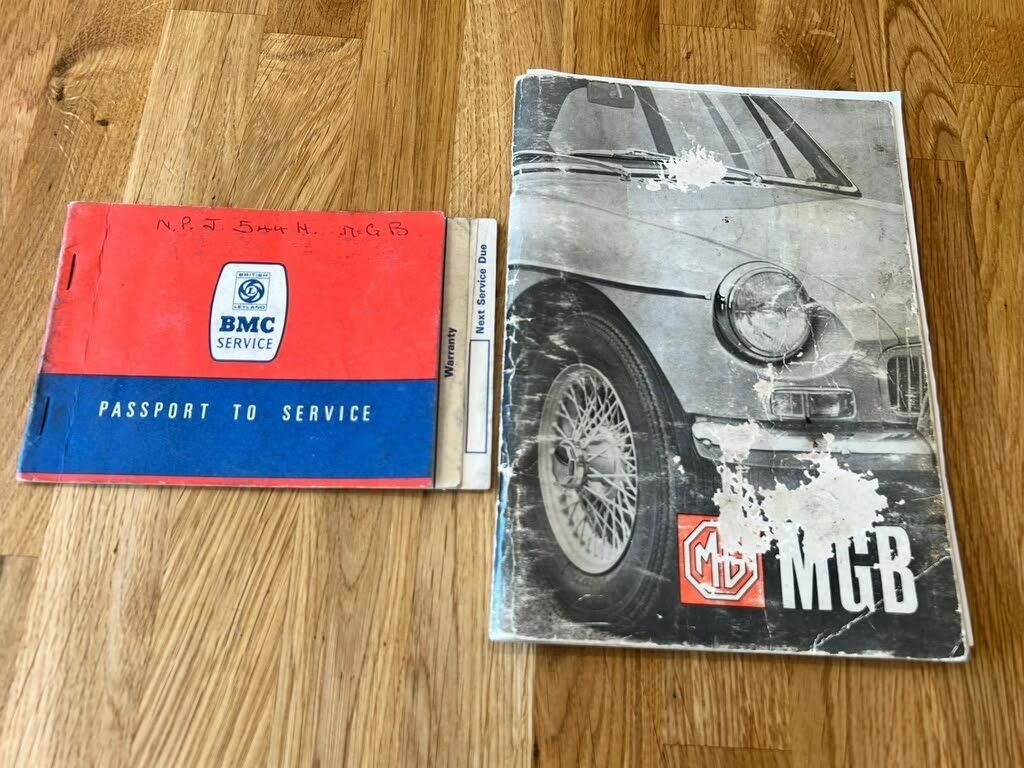 N.P.J 544 H. MGB
BRITISH
L
LEYLAND
BMC
SERVICE
PASSPORT TO SERVICE
Warranty
Next Service Due
MG
MGB